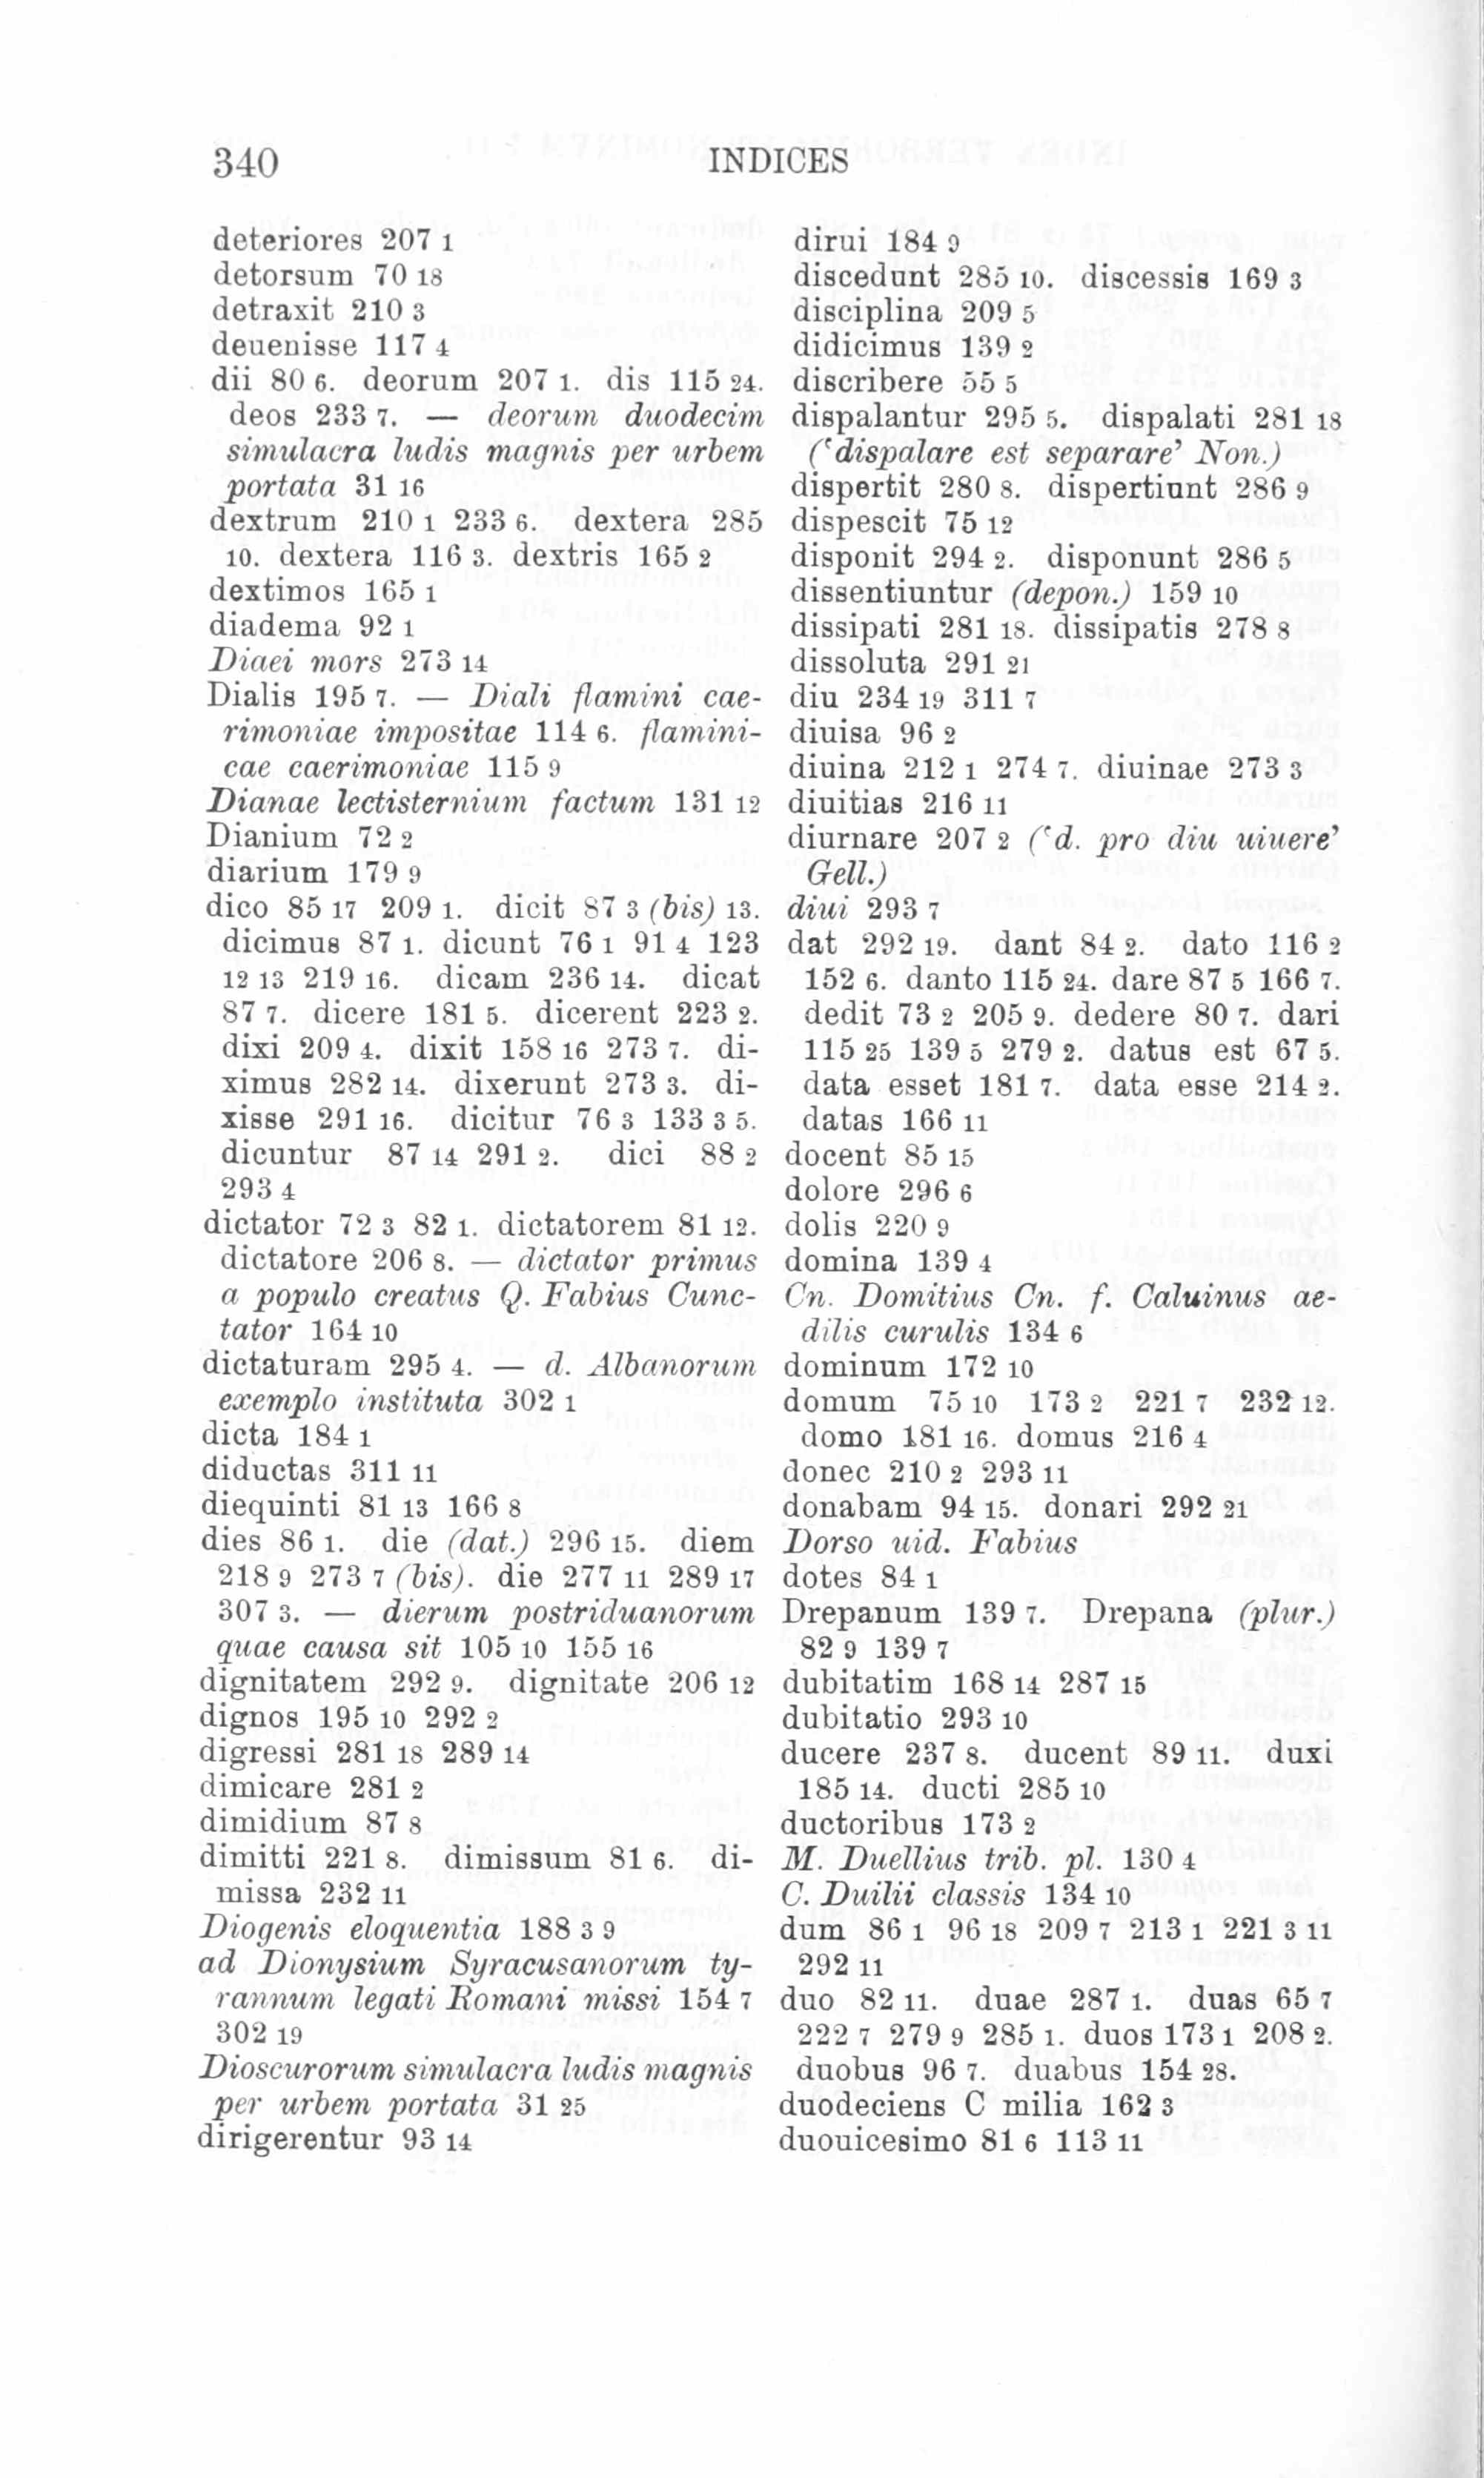 340
INDICES
deteriores 207 1
detorsum 70 18
detraxit 210 3
deuenisse 117 4
dii 80 6. deorum 207 1. dis 115 24.
deos 233 7. — deorum duodecim
simulacra ludis magnis per urbem
portata 31 16
dextrum 210 1 233 6. dextera 285
10. dextera 116 3. dextris 165 2
dextimos 165 1
diadema 92 1
Diaei mors 273 14
Dialis 195 7. — Diali flamini cae-
rimoniae impositae 114 6. flamini-
cae caerimoniae 115 9
Dianae lectisternium factum 131 12
Dianium 72 2
diarium 179 9
dico 85 17 209 1. dicit 87 3 (bis) 13.
dicimus 87 1. dicunt 76 1 91 4 123
12 13 219 16. dicam 236 14. dicat
87 7. dicere 181 5. dicerent 223 2.
dixi 209 4. dixit 158 16 273 7. di-
ximus 282 14. dixerunt 273 3. di-
xisse 291 16. dicitur 76 3 133 3 5.
dicuntur 87 14 291 2. dici 88 2
293 4
dictator 72 3 82 1. dictatorem 81 12.
dictatore 206 8. — dictator primus
a populo creatus Q. Fabius Cunc-
tator 164 10
dictaturam 295 4. — d. Albanorum
exemplo instituta 302 1
dicta 184 1
diductas 311 11
diequinti 81 13 166 8
dies 86 1. die (dat.) 296 15. diem
218 9 273 7 (bis). die 277 11 289 17
307 3. — dierum postriduanorum
quae causa sit 105 10 155 16
dignitatem 292 9. dignitate 206 12
dignos 195 10 292 2
digressi 281 18 289 14
dimicare 281 2
dimidium 87 8
dimitti 221 8. dimissum 81 6. di-
missa 232 11
Diogenis eloquentia 188 3 9
ad Dionysium Syracusanorum ty-
rannum legati Romani missi 154 7
302 19
Dioscurorum simulacra ludis magnis
per urbem portata 31 25
dirigerentur 93 14
dirui 184 9
discedunt 285 10. discessis 169 3
disciplina 209 5
didicimus 139 2
discribere 55 5
dispalantur 295 5. dispalati 281 18
(‘dispalare est separare’ Non.)
dispertit 280 8. dispertiunt 286 9
dispescit 75 12
disponit 294 2. disponunt 286 5
dissentiuntur (depon.) 159 10
dissipati 281 18. dissipatis 278 8
dissoluta 291 21
diu 234 19 311 7
diuisa 96 2
diuina 212 1 274 7. diuinae 273 3
diuitias 216 11
diurnare 207 2 (‘d. pro diu uiuere’
Gell.)
diui 293 7
dat 292 19. dant 84 2. dato 116 2
152 6. danto 115 24. dare 87 5 166 7.
dedit 73 2 205 9. dedere 80 7. dari
115 25 139 5 279 2. datus est 67 5.
data esset 181 7. data esse 214 2.
datas 166 11
docent 85 15
dolore 296 6
dolis 220 9
domina 139 4
Cn. Domitius Cn. f. Caluinus ae-
dilis curulis 134 6
dominum 172 10
domum 75 10 173 2 221 7 232 12.
domo 181 16. domus 216 4
donec 210 2 293 11
donabam 94 15. donari 292 21
Dorso uid. Fabius
dotes 84 1
Drepanum 139 7. Drepana (plur.)
82 9 139 7
dubitatim 168 14 287 15
dubitatio 293 10
ducere 237 8. ducent 89 11. duxi
185 14. ducti 285 10
ductoribus 173 2
M. Duellius trib. pl. 130 4
C. Duilii classis 134 10
dum 86 1 96 18 209 7 213 1 221 3 11
292 11
duo 82 11. duae 287 1. duas 65 7
222 7 279 9 285 1. duos 173 1 208 2.
duobus 96 7. duabus 154 28.
duodeciens C milia 162 3
duouicesimo 81 6 113 11